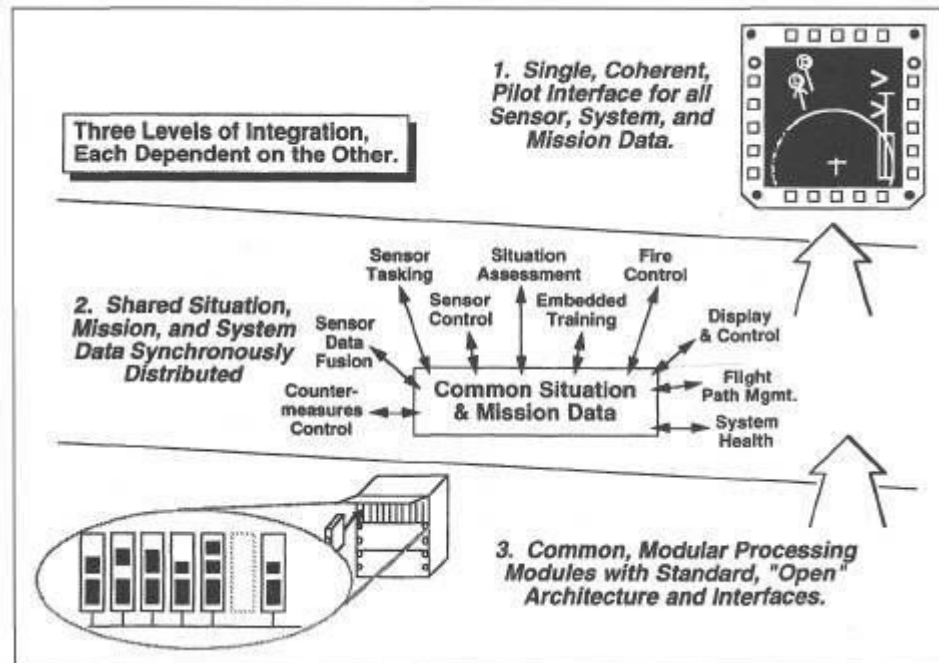 1. Single, Coherent,
Pilot Interface for all
Sensor, System, and
Mission Data.
Three Levels of Integration,
Each Dependent on the Other.
2. Shared Situation,
Mission, and System
Data Synchronously
Distributed
Sensor
Tasking
Situation
Assessment
Fire
Control
Sensor
Control
Embedded
Training
Sensor
Data
Fusion
Display
& Control
Counter-
measures
Control
Common Situation
& Mission Data
Flight
Path Mgmt.
System
Health
3. Common, Modular Processing
Modules with Standard, "Open"
Architecture and Interfaces.